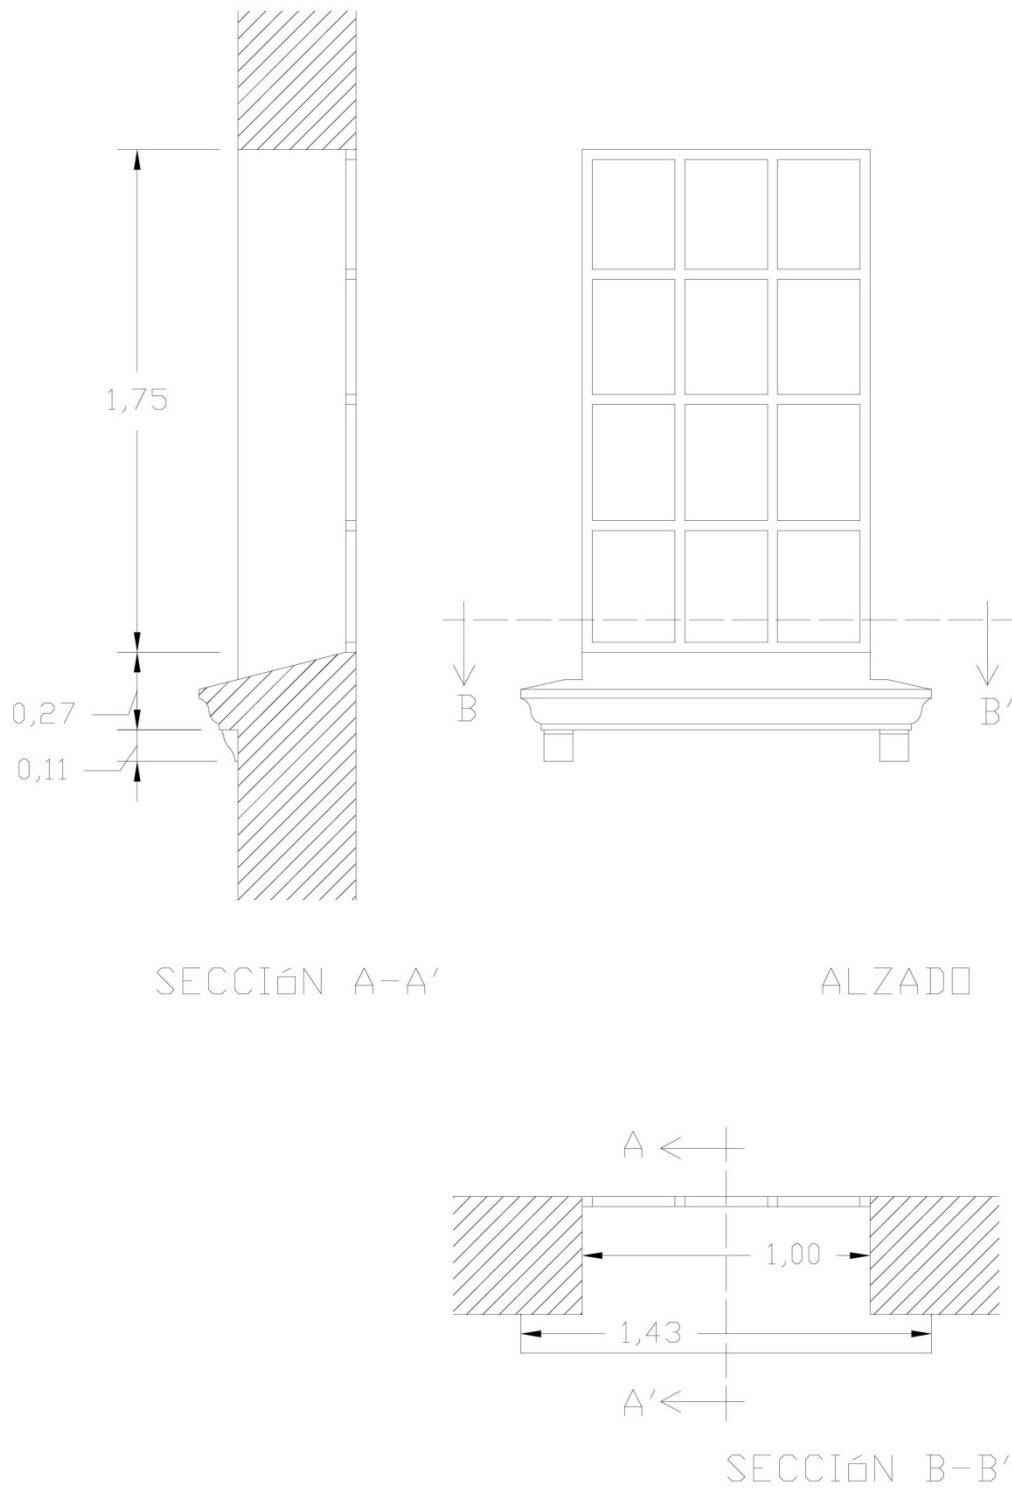 1,75
0,27
0,11
B
B′
SECCIóN A-A′
ALZADO
A
1,00
1,43
A′
SECCIóN B-B′